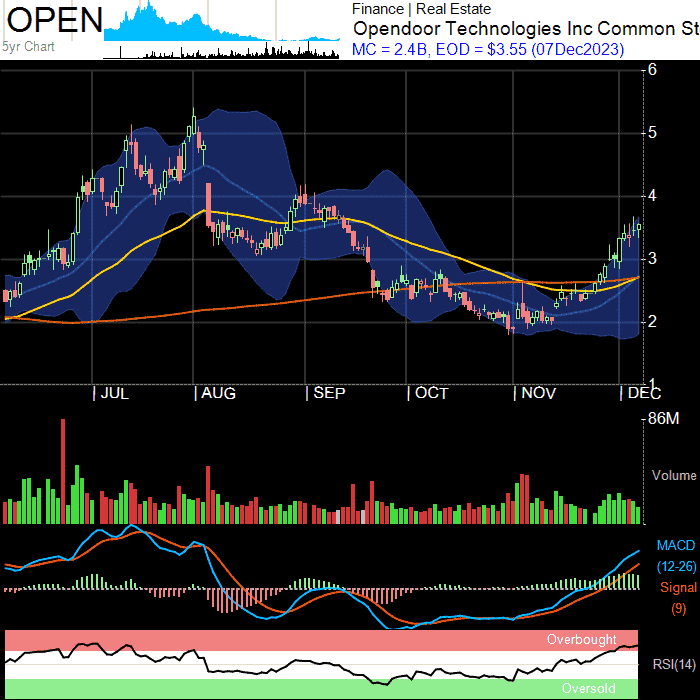 OPEN
5yr Chart
Finance | Real Estate
Opendoor Technologies Inc Common St
MC = 2.4B, EOD = $3.55 (07Dec2023)
6
5
4
3
2
1
| JUL | AUG | SEP | OCT | NOV | DEC
86M
Volume
MACD
(12-26)
Signal
(9)
Overbought
RSI(14)
Oversold